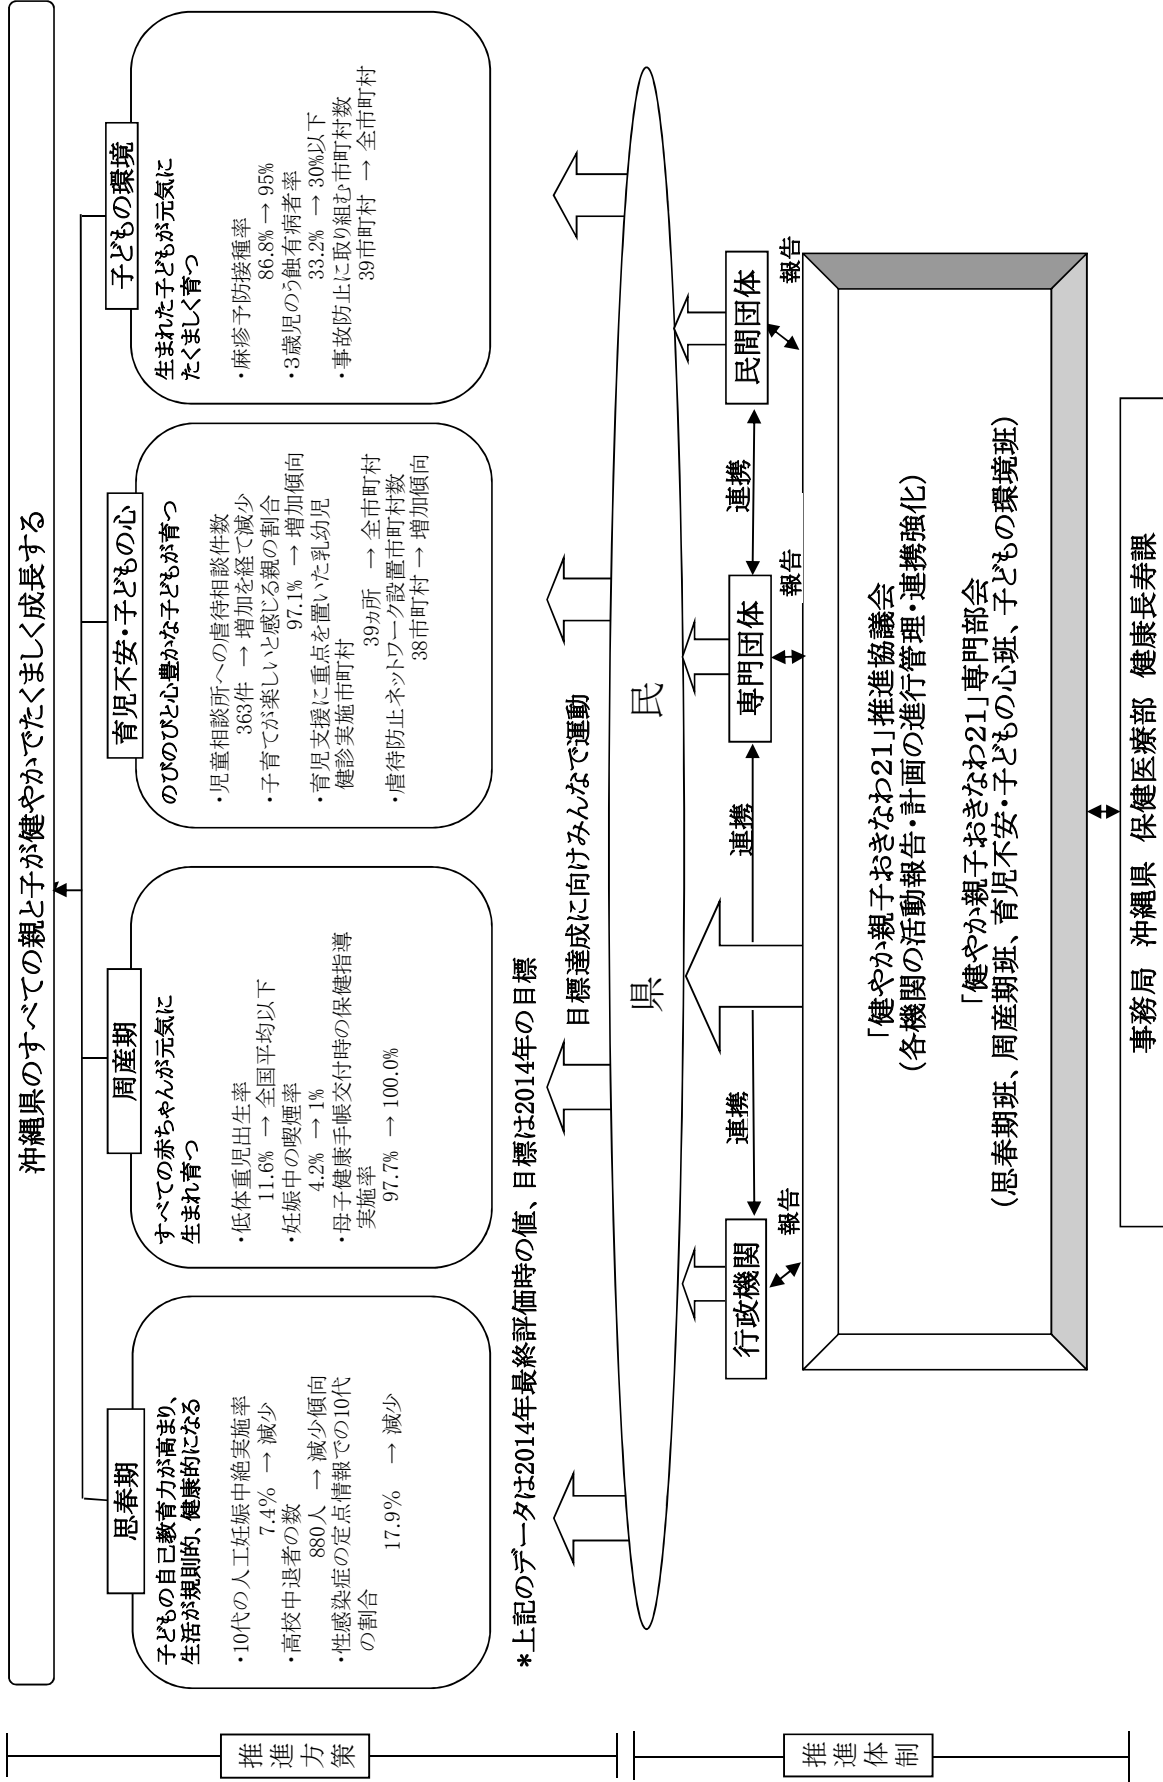 沖縄県のすべての親と子が健やかでたくましく成長する
推進方策
思春期
子どもの自己教育力が高まり、
生活が規則的、健康的になる
・10代の人工妊娠中絶実施率
7.4% → 減少
・高校中退者の数
880人 → 減少傾向
・性感染症の定点情報での10代
の割合
17.9% → 減少
周産期
すべての赤ちゃんが元気に
生まれ育つ
・低体重児出生率
11.6% → 全国平均以下
・妊娠中の喫煙率
4.2% → 1%
・母子健康手帳交付時の保健指導
実施率
97.7% → 100.0%
育児不安・子どもの心
のびのびと心豊かな子どもが育つ
・児童相談所への虐待相談件数
363件 → 増加を経て減少
・子育てが楽しいと感じる親の割合
97.1% → 増加傾向
・育児支援に重点を置いた乳幼児
健診実施市町村
39ヵ所 → 全市町村
・虐待防止ネットワーク設置市町村数
38市町村 → 増加傾向
子どもの環境
生まれた子どもが元気に
たくましく育つ
・麻疹予防接種率
86.8% → 95%
・3歳児のう蝕有病者率
33.2% → 30%以下
・事故防止に取り組む市町村数
39市町村 → 全市町村
*上記のデータは2014年最終評価時の値、目標は2014年の目標
目標達成に向けみんなで運動
推進体制
県 民
行政機関
連携
連携
専門団体
連携
民間団体
報告
報告
報告
「健やか親子おきなわ21」推進協議会
(各機関の活動報告・計画の進行管理・連携強化)
「健やか親子おきなわ21」専門部会
(思春期班、周産期班、育児不安・子どもの心班、子どもの環境班)
事務局 沖縄県 保健医療部 健康長寿課